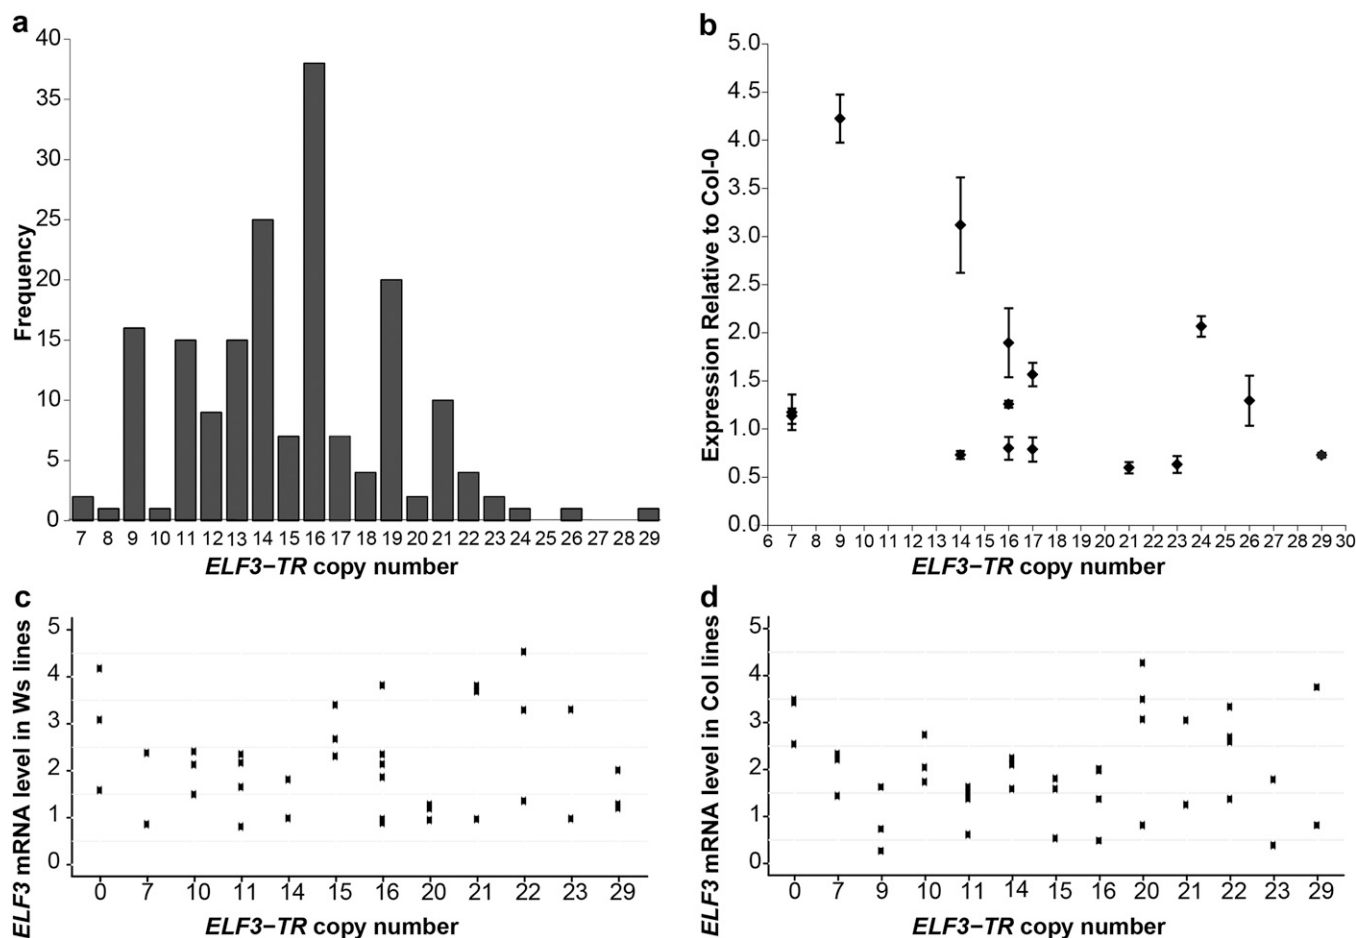 a
40
35
30
25
20
15
10
5
0
Frequency
7 8 9 10 11 12 13 14 15 16 17 18 19 20 21 22 23 24 25 26 27 28 29
ELF3–TR copy number
b
5.0
4.5
4.0
3.5
3.0
2.5
2.0
1.5
1.0
0.5
0.0
Expression Relative to Col-0
6 7 8 9 10 11 12 13 14 15 16 17 18 19 20 21 22 23 24 25 26 27 28 29 30
ELF3–TR copy number
c
5
4
3
2
1
0
ELF3 mRNA level in Ws lines
0 7 10 11 14 15 16 20 21 22 23 29
ELF3–TR copy number
d
5
4
3
2
1
0
ELF3 mRNA level in Col lines
0 7 9 10 11 14 15 16 20 21 22 23 29
ELF3–TR copy number